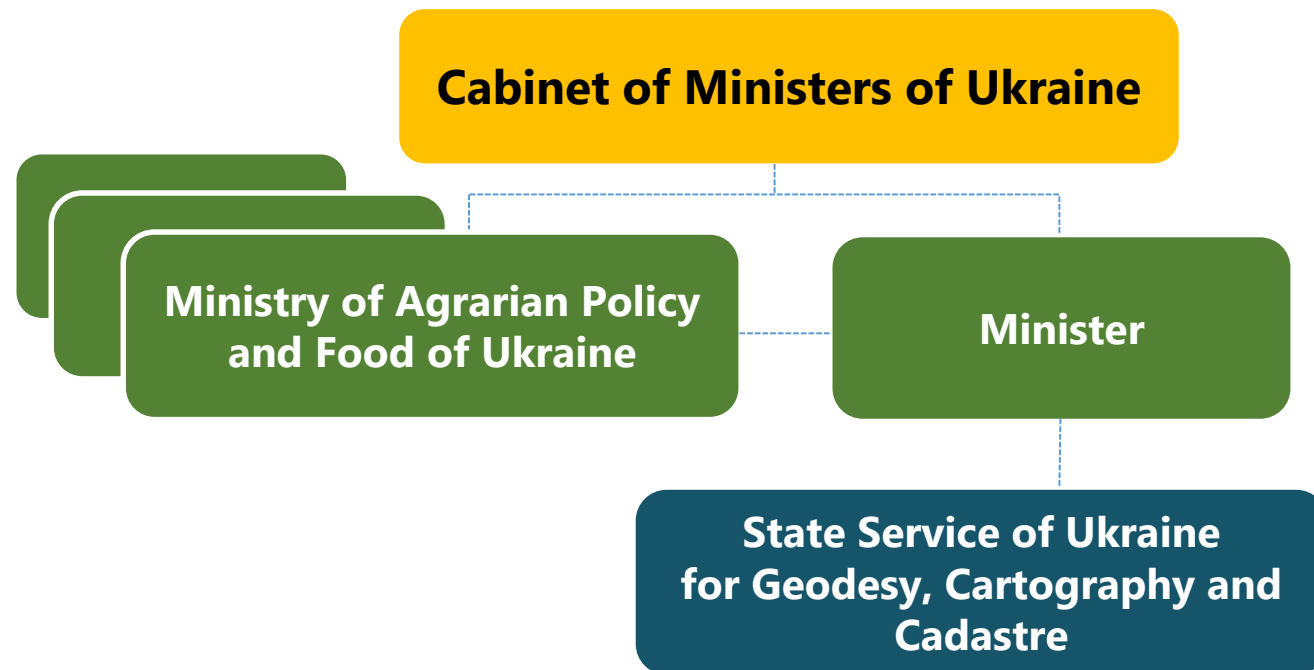 Cabinet of Ministers of Ukraine
Ministry of Agrarian Policy
and Food of Ukraine
Minister
State Service of Ukraine
for Geodesy, Cartography and
Cadastre